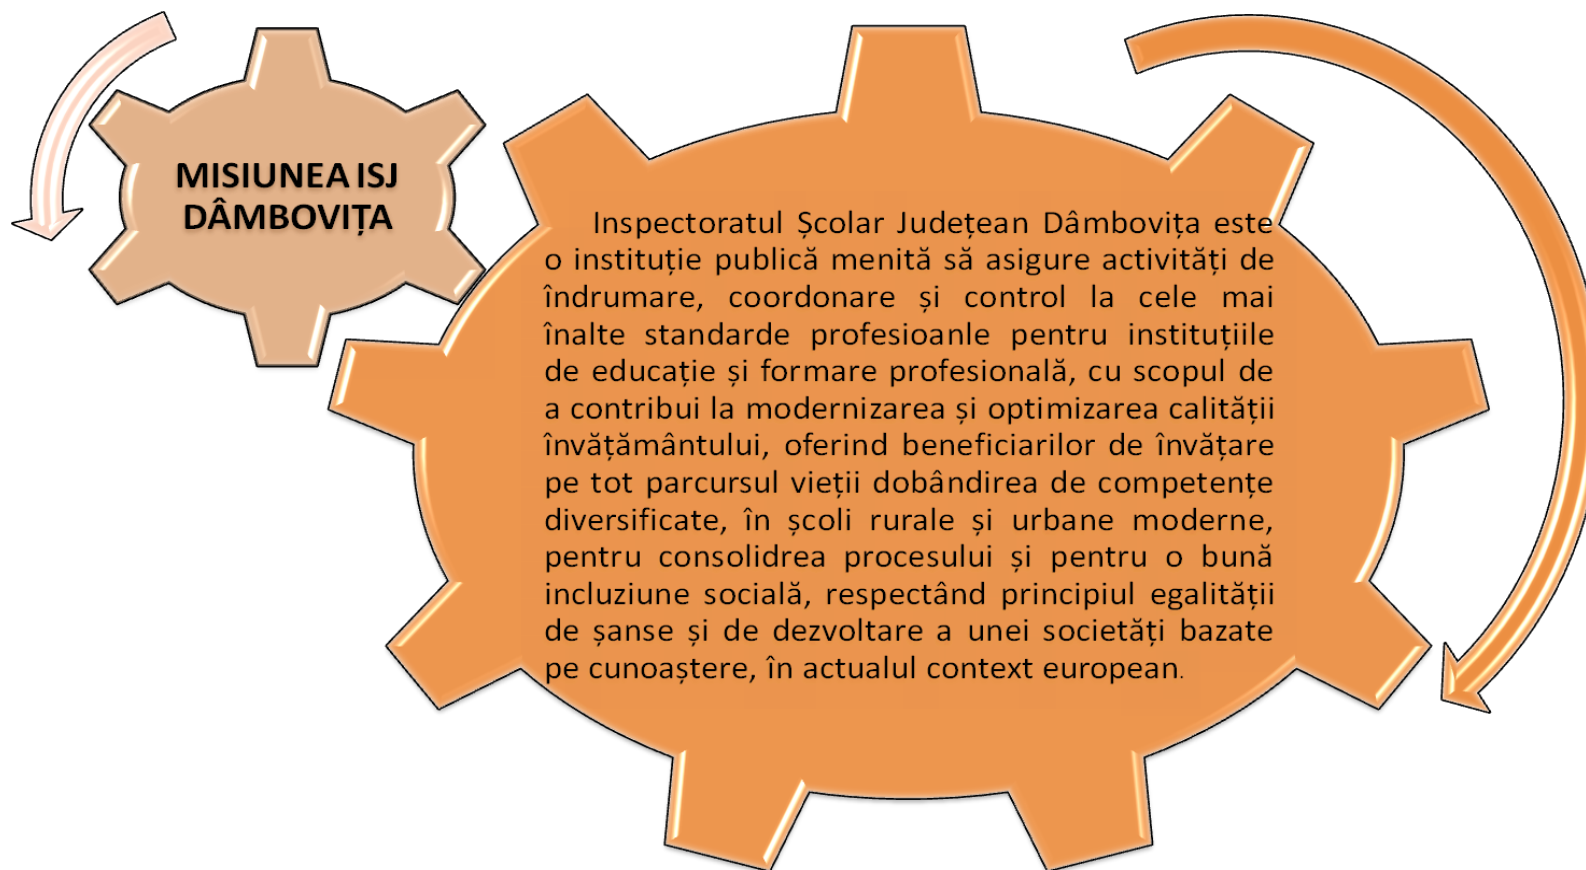 MISIUNEA ISJ
DÂMBOVIȚA
Inspectoratul Școlar Județean Dâmbovița este
o instituție publică menită să asigure activități de
îndrumare, coordonare și control la cele mai
înalte standarde profesioanle pentru instituțiile
de educație și formare profesională, cu scopul de
a contribui la modernizarea și optimizarea calității
învățământului, oferind beneficiarilor de învățare
pe tot parcursul vieții dobândirea de competențe
diversificate, în școli rurale și urbane moderne,
pentru consolidrea procesului și pentru o bună
incluziune socială, respectând principiul egalității
de șanse și de dezvoltare a unei societăți bazate
pe cunoaștere, în actualul context european.